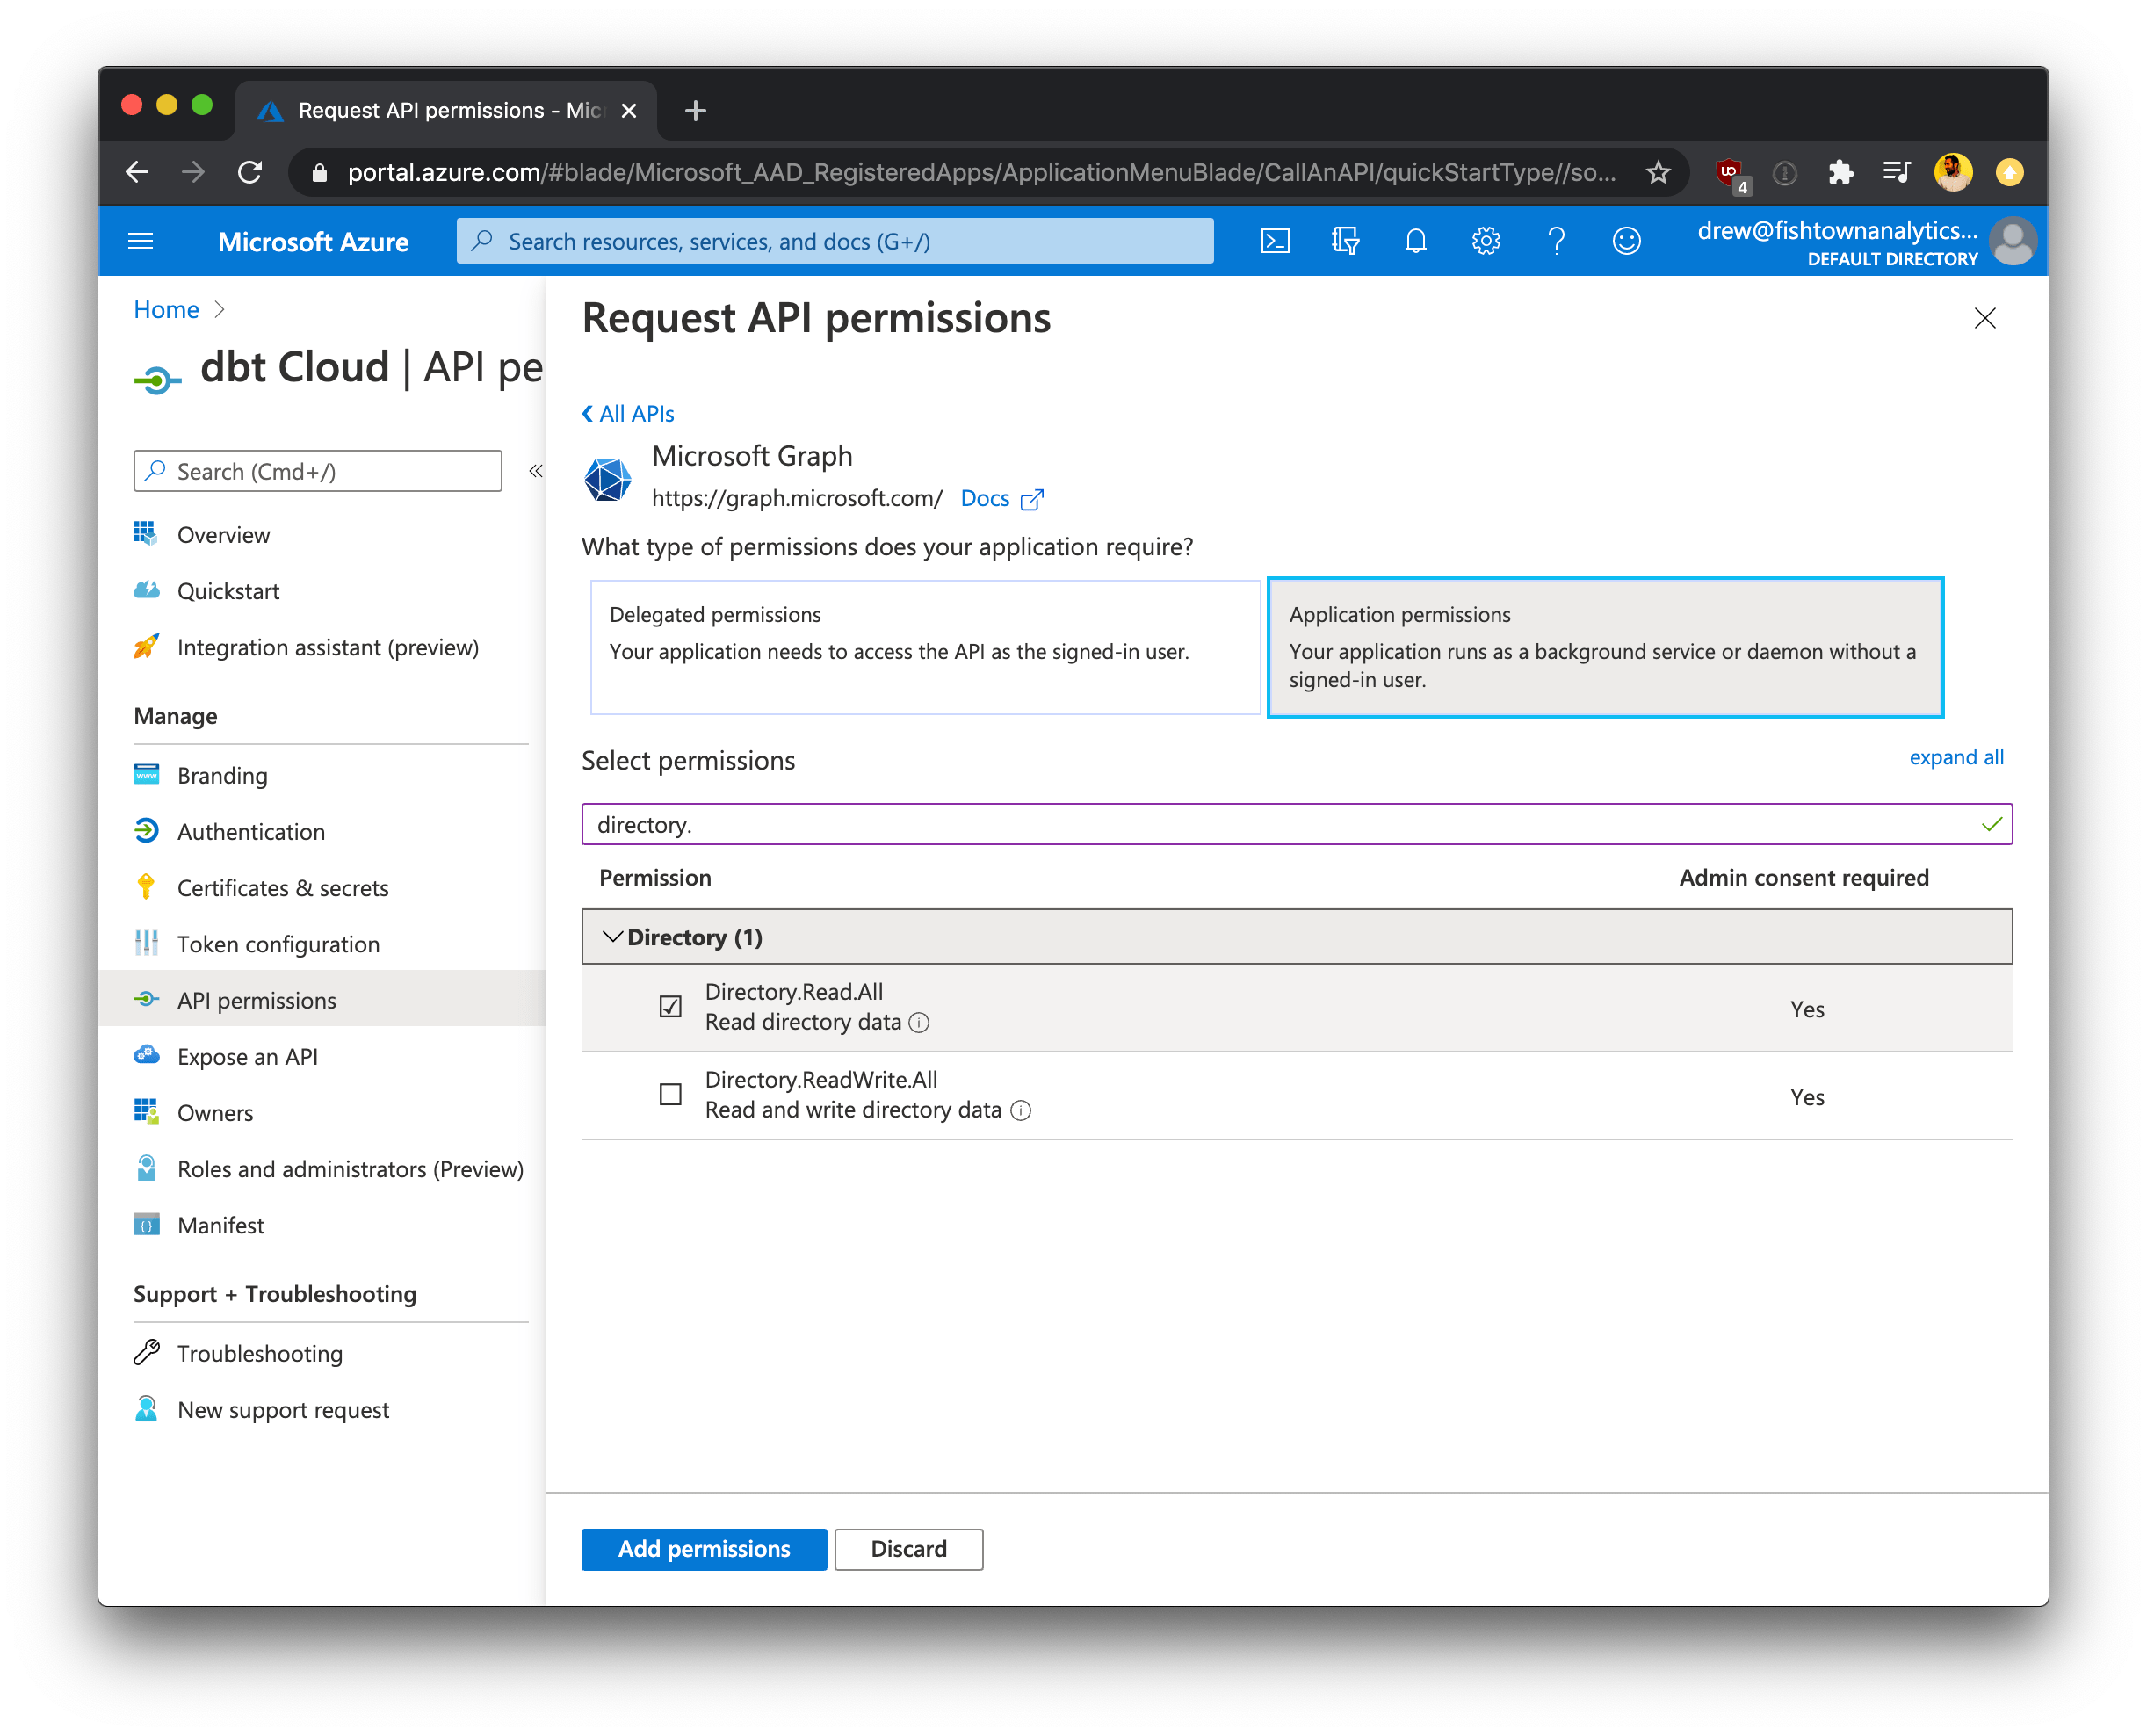 Request API permissions - Mic
portal.azure.com/#blade/Microsoft_AAD_RegisteredApps/ApplicationMenuBlade/CallAnAPI/quickStartType//so...
4
Microsoft Azure
Search resources, services, and docs (G+/)
drew@fishtownanalytics...
DEFAULT DIRECTORY
Home
dbt Cloud | API pe
Search (Cmd+/)
Overview
Quickstart
Integration assistant (preview)
Manage
Branding
Authentication
Certificates & secrets
Token configuration
API permissions
Expose an API
Owners
Roles and administrators (Preview)
Manifest
Support + Troubleshooting
Troubleshooting
New support request
Request API permissions
All APIs
Microsoft Graph
https://graph.microsoft.com/ Docs
What type of permissions does your application require?
Delegated permissions
Your application needs to access the API as the signed-in user.
Application permissions
Your application runs as a background service or daemon without a
signed-in user.
Select permissions
expand all
directory.
Permission
Admin consent required
Directory (1)
Directory.Read.All
Read directory data
Yes
Directory.ReadWrite.All
Read and write directory data
Yes
Add permissions
Discard